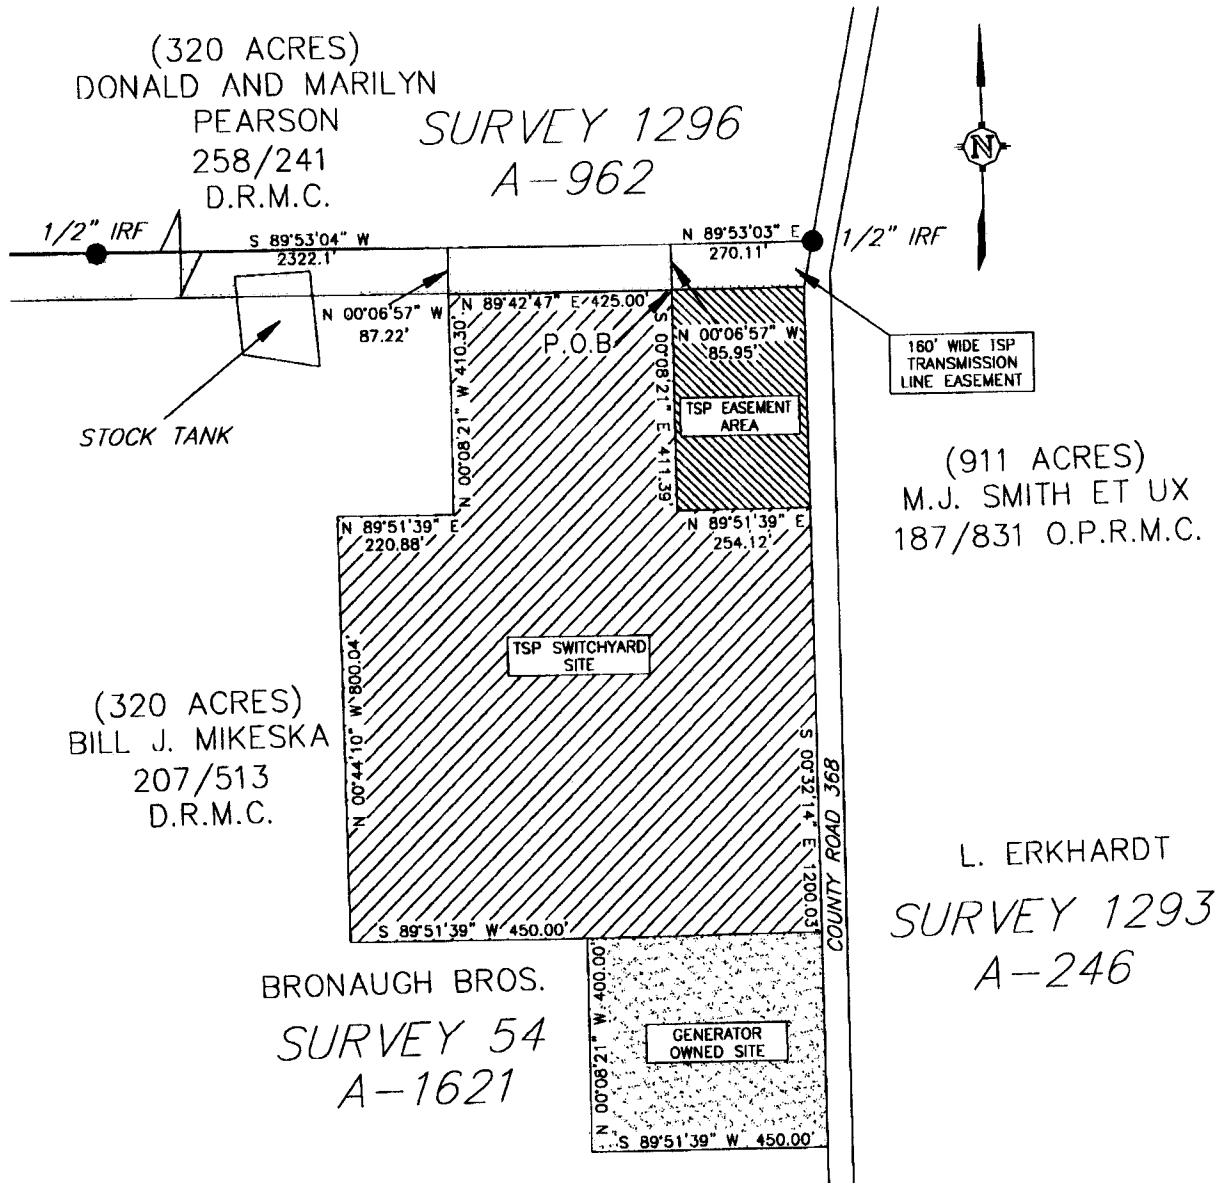 (320 ACRES)
DONALD AND MARILYN
PEARSON
258/241
D.R.M.C.
SURVEY 1296
A-962
N
1/2" IRF
S 89°53'04" W
2322.1'
N 89°53'03" E
270.11'
1/2" IRF
N 00°06'57" W
87.22'
N 89°42'47" E 425.00'
P.O.B
N 00°06'57" W
85.95'
160' WIDE TSP
TRANSMISSION
LINE EASEMENT
STOCK TANK
N 00°08'21" W 410.30'
S 00°08'21" E 411.39'
TSP EASEMENT
AREA
(911 ACRES)
M.J. SMITH ET UX
187/831 O.P.R.M.C.
N 89°51'39" E
220.88'
N 89°51'39" E
254.12'
TSP SWITCHYARD
SITE
N 00°44'10" W 800.04'
(320 ACRES)
BILL J. MIKESKA
207/513
D.R.M.C.
S 00°32'14" E 1200.03'
COUNTY ROAD 368
L. ERKHARDT
SURVEY 1293
A-246
S 89°51'39" W 450.00'
BRONAUGH BROS.
SURVEY 54
A-1621
N 00°08'21" W 400.00'
GENERATOR
OWNED SITE
S 89°51'39" W 450.00'